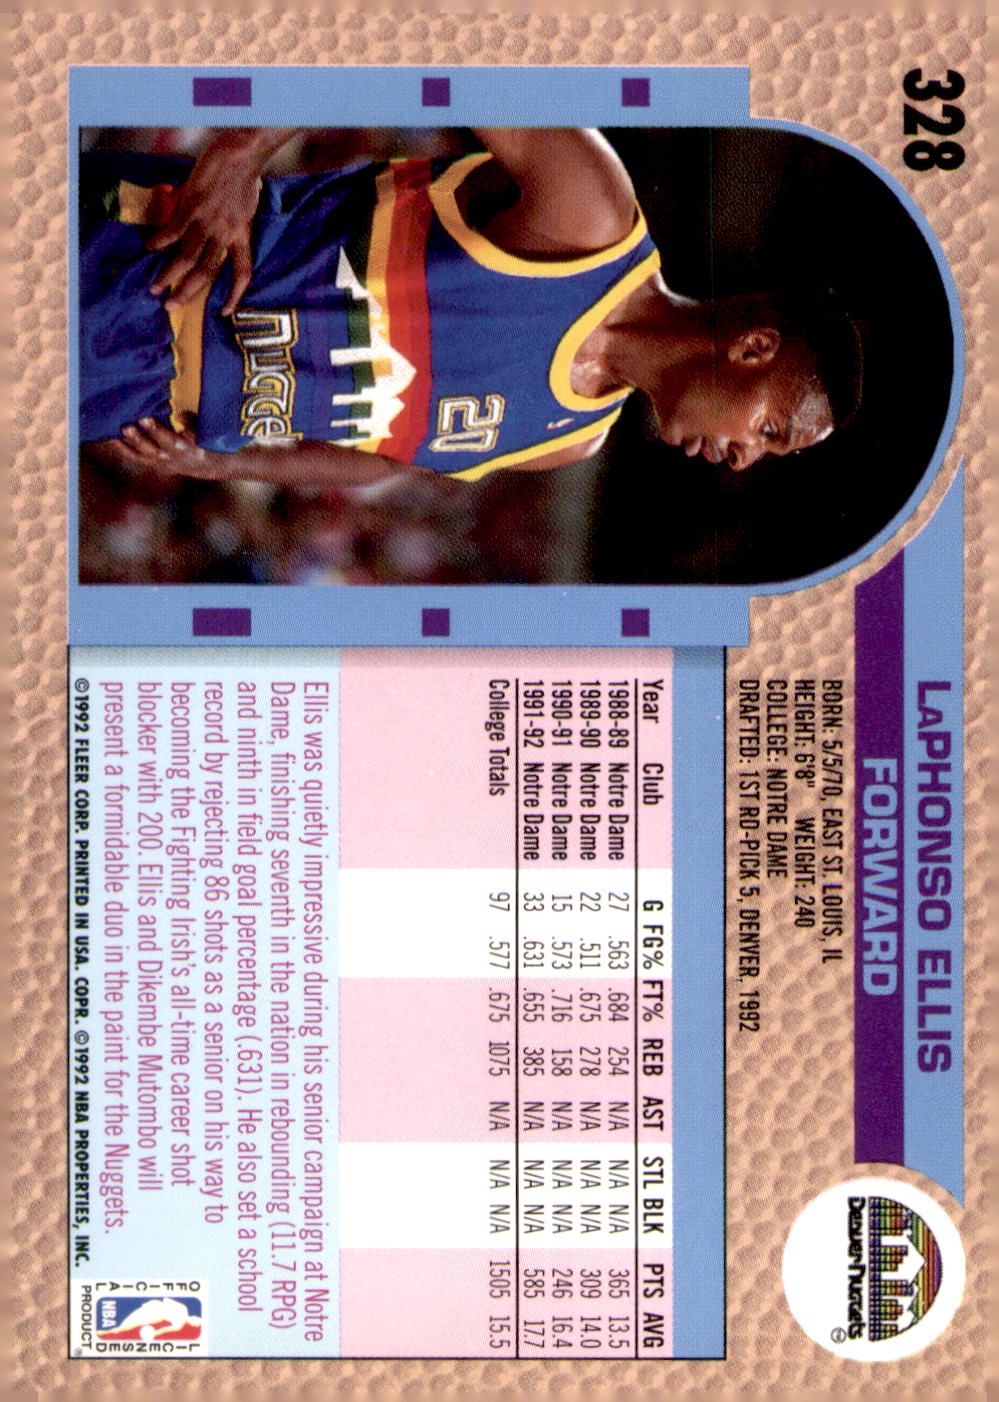 328
LAPHONSO ELLIS
FORWARD
BORN: 5/5/70, EAST ST. LOUIS, IL
HEIGHT: 6'8" WEIGHT: 240
COLLEGE: NOTRE DAME
DRAFTED: 1ST RD-PICK 5, DENVER, 1992
Denver nuggets
20
nugge
Year Club G FG% FT% REB AST STL BLK PTS AVG
1988-89 Notre Dame 27 .563 .684 254 N/A N/A N/A 365 13.5
1989-90 Notre Dame 22 .511 .675 278 N/A N/A N/A 309 14.0
1990-91 Notre Dame 15 .573 .716 158 N/A N/A N/A 246 16.4
1991-92 Notre Dame 33 .631 .655 385 N/A N/A N/A 585 17.7
College Totals 97 .577 .675 1075 N/A N/A N/A 1505 15.5
Ellis was quietly impressive during his senior campaign at Notre
Dame, finishing seventh in the nation in rebounding (11.7 RPG)
and ninth in field goal percentage (.631). He also set a school
record by rejecting 86 shots as a senior on his way to
becoming the Fighting Irish's all-time career shot
blocker with 200. Ellis and Dikembe Mutombo will
present a formidable duo in the paint for the Nuggets.
©1992 FLEER CORP. PRINTED IN USA. COPR. ©1992 NBA PROPERTIES, INC.
OFFICIAL LICENSED
NBA
PRODUCT